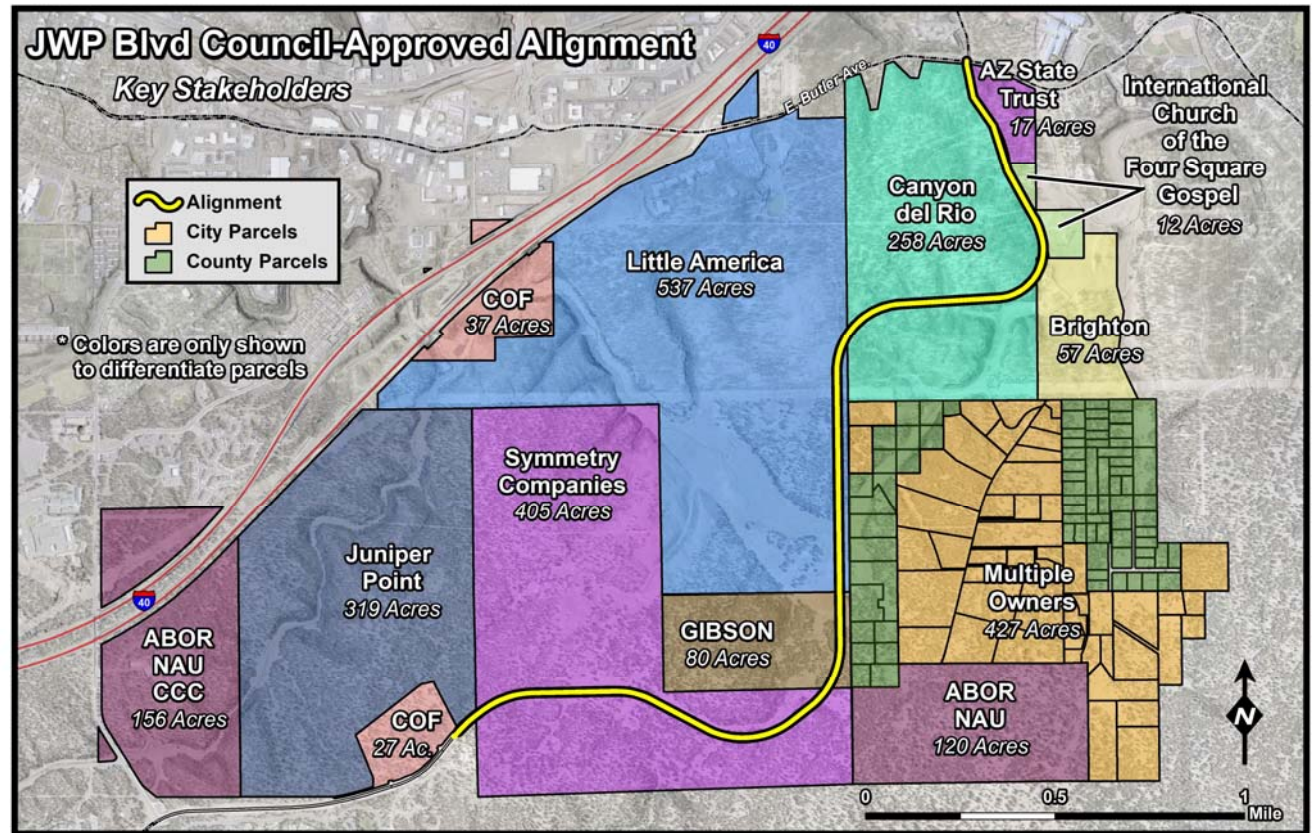 JWP Blvd Council-Approved Alignment
Key Stakeholders
40
E. Butler Ave.
AZ State
Trust
17 Acres
International
Church
of the
Four Square
Gospel
12 Acres
Alignment
City Parcels
County Parcels
* Colors are only shown
to differentiate parcels
Canyon
del Rio
258 Acres
Little America
537 Acres
COF
37 Acres
Brighton
57 Acres
Symmetry
Companies
405 Acres
Juniper
Point
319 Acres
Multiple
Owners
427 Acres
40
ABOR
NAU
CCC
156 Acres
GIBSON
80 Acres
COF
27 Ac.
ABOR
NAU
120 Acres
N
0 0.5 1
Mile